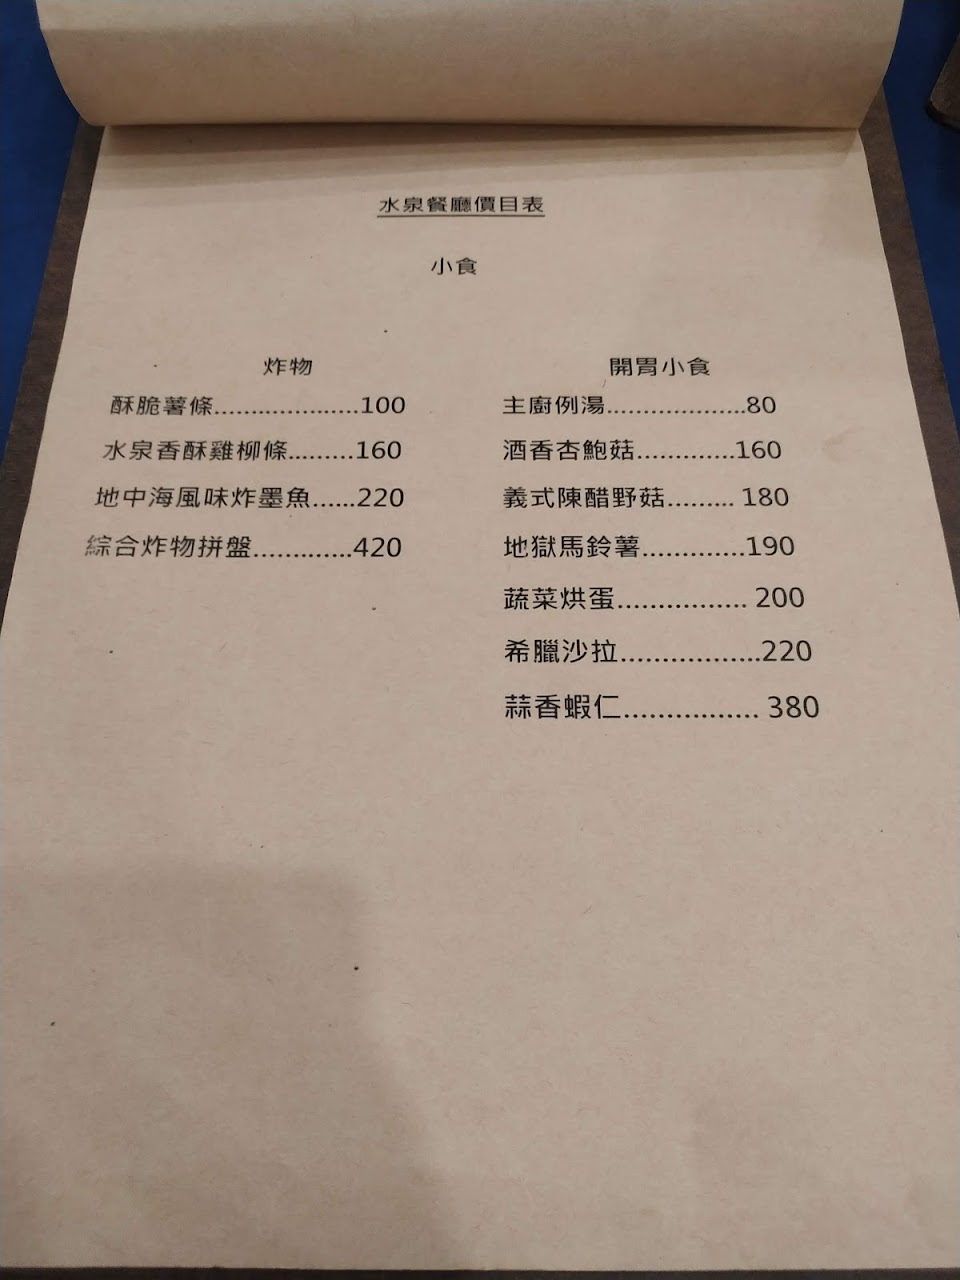 水泉餐廳價目表
小食
炸物
酥脆薯條....................100
水泉香酥雞柳條.........160
地中海風味炸墨魚......220
綜合炸物拼盤.............420
開胃小食
主廚例湯...................80
酒香杏鮑菇.............160
義式陳醋野菇......... 180
地獄馬鈴薯.............190
蔬菜烘蛋................ 200
希臘沙拉..................220
蒜香蝦仁................ 380